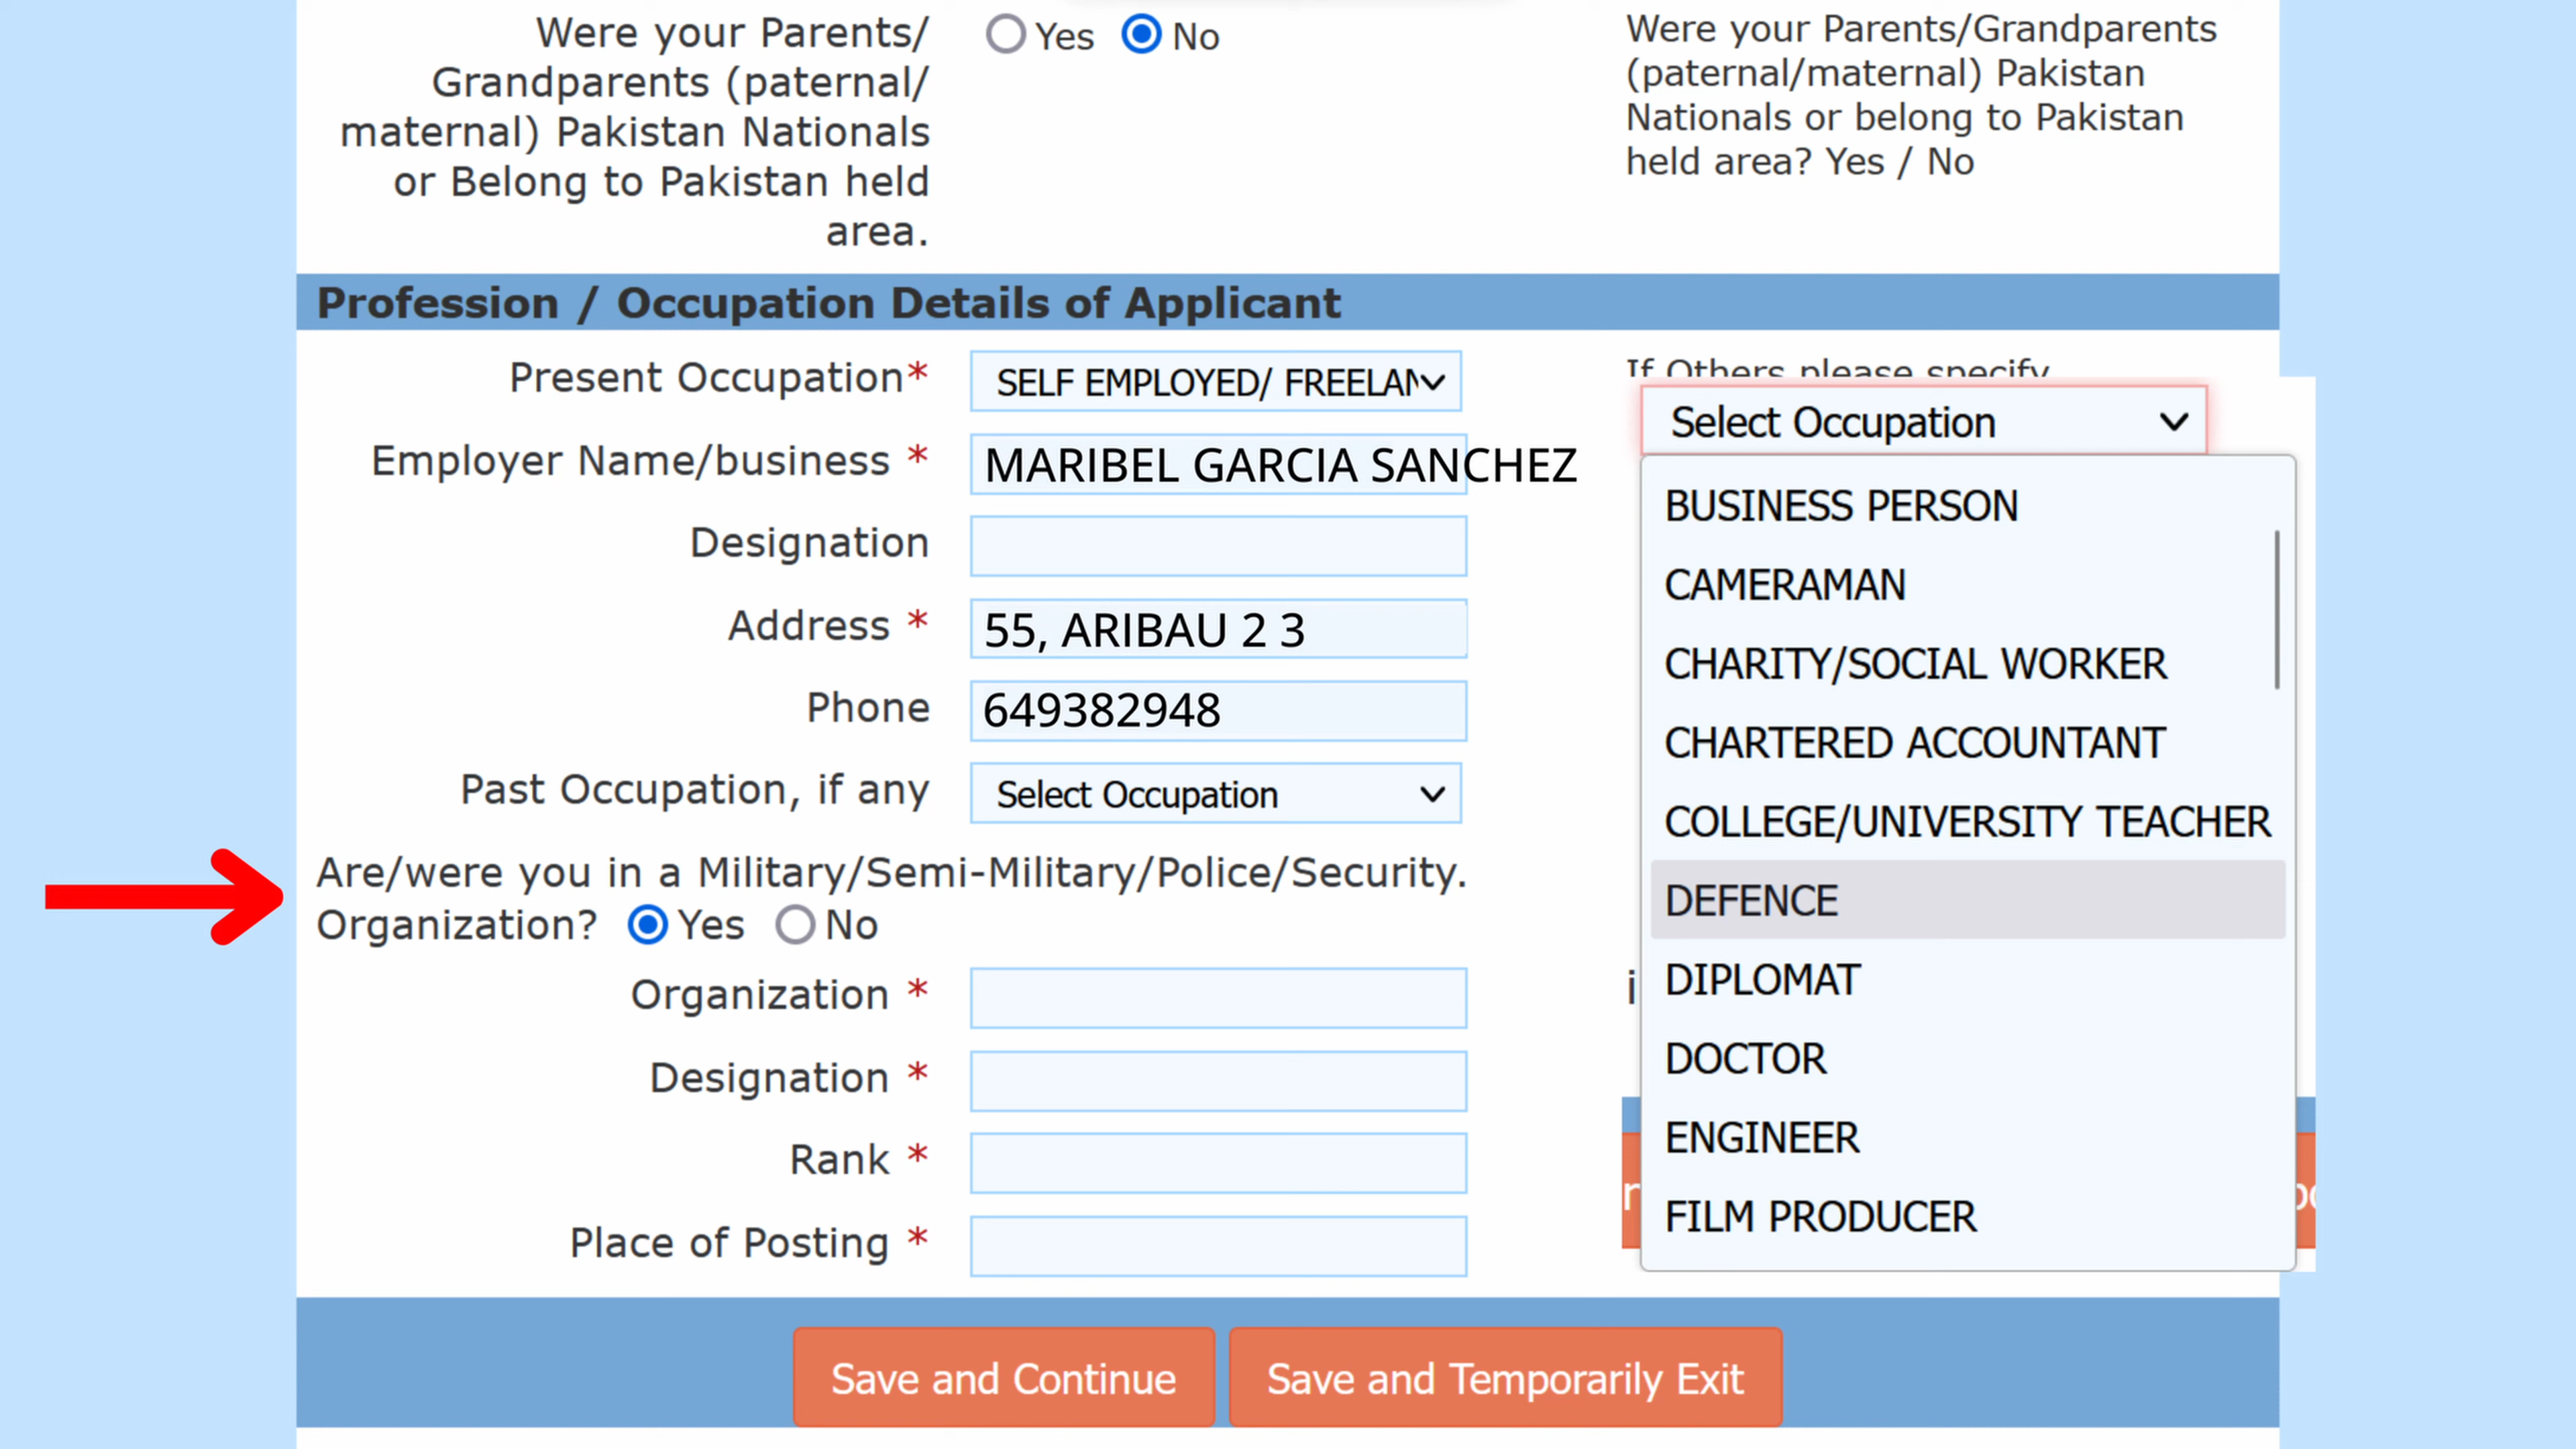 Were your Parents/
Grandparents (paternal/
maternal) Pakistan Nationals
or Belong to Pakistan held
area.
Yes No
Were your Parents/Grandparents
(paternal/maternal) Pakistan
Nationals or belong to Pakistan
held area? Yes / No
Profession / Occupation Details of Applicant
Present Occupation* SELF EMPLOYED/ FREELAN
If Others please specify
Employer Name/business * MARIBEL GARCIA SANCHEZ
Designation
Address * 55, ARIBAU 2 3
Phone 649382948
Past Occupation, if any Select Occupation
Are/were you in a Military/Semi-Military/Police/Security.
Organization? Yes No
Organization *
Designation *
Rank *
Place of Posting *
Select Occupation
BUSINESS PERSON
CAMERAMAN
CHARITY/SOCIAL WORKER
CHARTERED ACCOUNTANT
COLLEGE/UNIVERSITY TEACHER
DEFENCE
DIPLOMAT
DOCTOR
ENGINEER
FILM PRODUCER
Save and Continue Save and Temporarily Exit